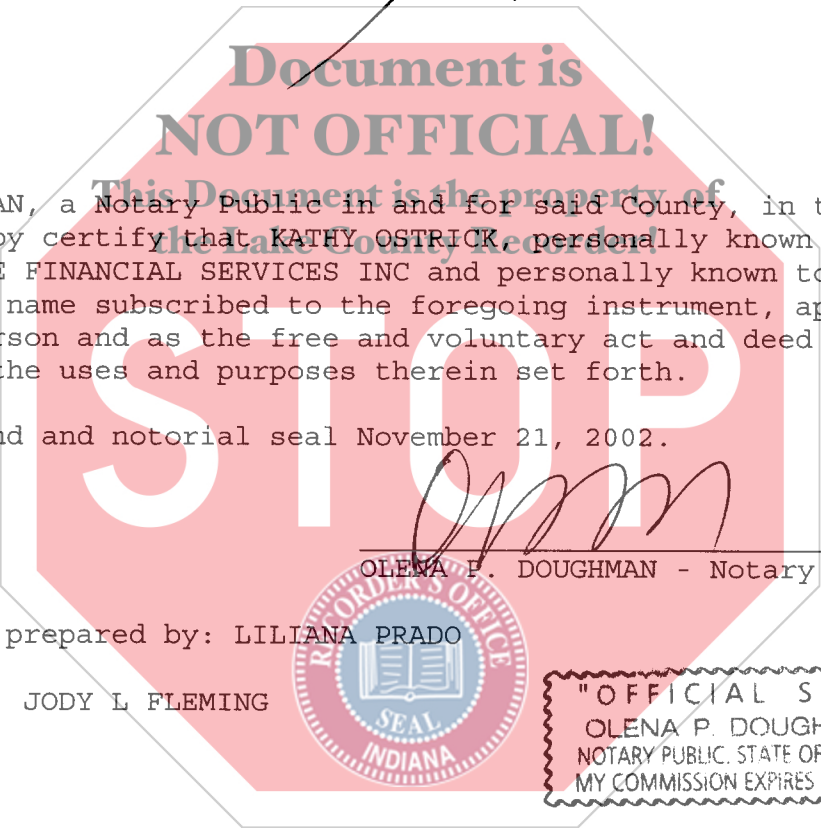 Document is
NOT OFFICIAL!
This Document is the property of
the Lake County Recorder!
AN, a Notary Public in and for said County, in t
by certify that KATHY OSTRICK, personally known
E FINANCIAL SERVICES INC and personally known to
name subscribed to the foregoing instrument, ap
rson and as the free and voluntary act and deed
the uses and purposes therein set forth.
STOP
nd and notorial seal November 21, 2002.
OLENA P. DOUGHMAN - Notary
prepared by: LILIANA PRADO
JODY L FLEMING
RECORDER'S OFFICE
SEAL
INDIANA
"OFFICIAL S
OLENA P. DOUGH
NOTARY PUBLIC. STATE OF
MY COMMISSION EXPIRES